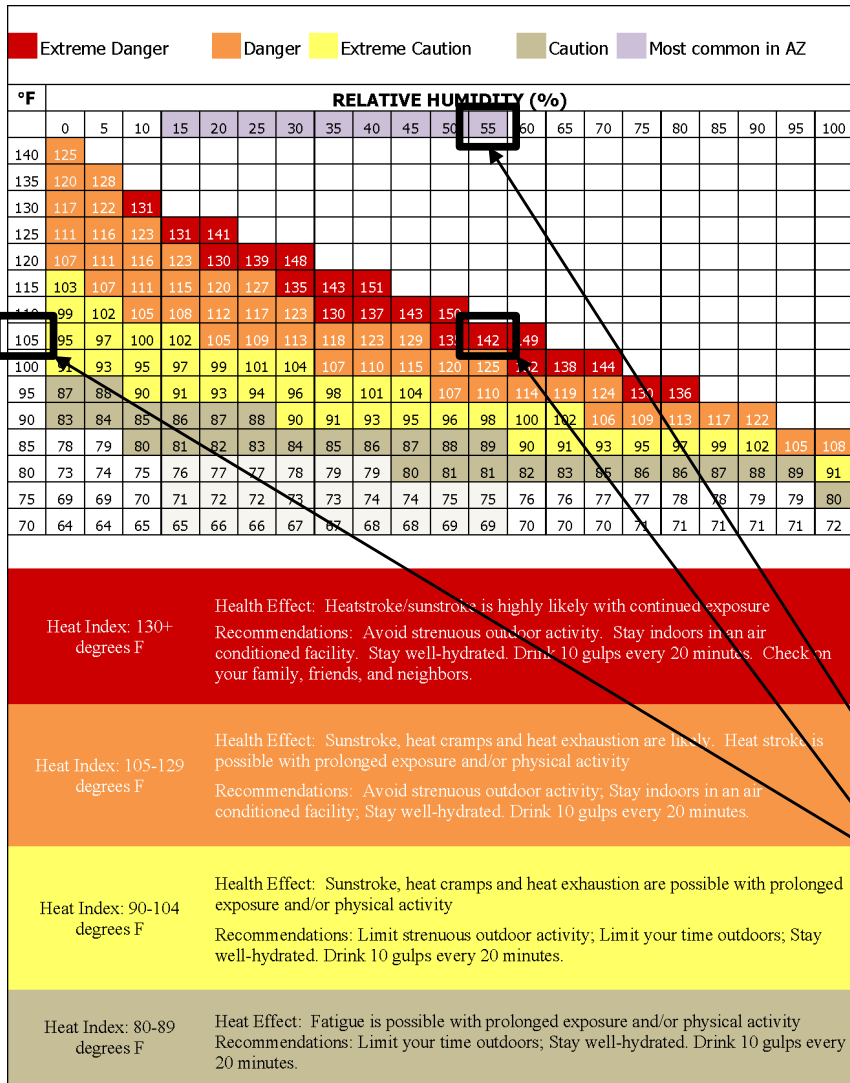 Extreme Danger Danger Extreme Caution Caution Most common in AZ
°F RELATIVE HUMIDITY (%)
0 5 10 15 20 25 30 35 40 45 50 55 60 65 70 75 80 85 90 95 100
140 125
135 120 128
130 117 122 131
125 111 116 123 131 141
120 107 111 116 123 130 139 148
115 103 107 111 115 120 127 135 143 151
110 99 102 105 108 112 117 123 130 137 143 150
105 95 97 100 102 105 109 113 118 123 129 135 142 149
100 91 93 95 97 99 101 104 107 110 115 120 125 132 138 144
95 87 88 90 91 93 94 96 98 101 104 107 110 114 119 124 130 136
90 83 84 85 86 87 88 90 91 93 95 96 98 100 102 106 109 113 117 122
85 78 79 80 81 82 83 84 85 86 87 88 89 90 91 93 95 97 99 102 105 108
80 73 74 75 76 77 77 78 79 79 80 81 81 82 83 85 86 86 87 88 89 91
75 69 69 70 71 72 72 73 73 74 74 75 75 76 76 77 77 78 78 79 79 80
70 64 64 65 65 66 66 67 67 68 68 69 69 70 70 70 71 71 71 71 71 72
Heat Index: 130+
degrees F
Health Effect: Heatstroke/sunstroke is highly likely with continued exposure
Recommendations: Avoid strenuous outdoor activity. Stay indoors in an air
conditioned facility. Stay well-hydrated. Drink 10 gulps every 20 minutes. Check on
your family, friends, and neighbors.
Heat Index: 105-129
degrees F
Health Effect: Sunstroke, heat cramps and heat exhaustion are likely. Heat stroke is
possible with prolonged exposure and/or physical activity
Recommendations: Avoid strenuous outdoor activity; Stay indoors in an air
conditioned facility; Stay well-hydrated. Drink 10 gulps every 20 minutes.
Heat Index: 90-104
degrees F
Health Effect: Sunstroke, heat cramps and heat exhaustion are possible with prolonged
exposure and/or physical activity
Recommendations: Limit strenuous outdoor activity; Limit your time outdoors; Stay
well-hydrated. Drink 10 gulps every 20 minutes.
Heat Index: 80-89
degrees F
Heat Effect: Fatigue is possible with prolonged exposure and/or physical activity
Recommendations: Limit your time outdoors; Stay well-hydrated. Drink 10 gulps every
20 minutes.